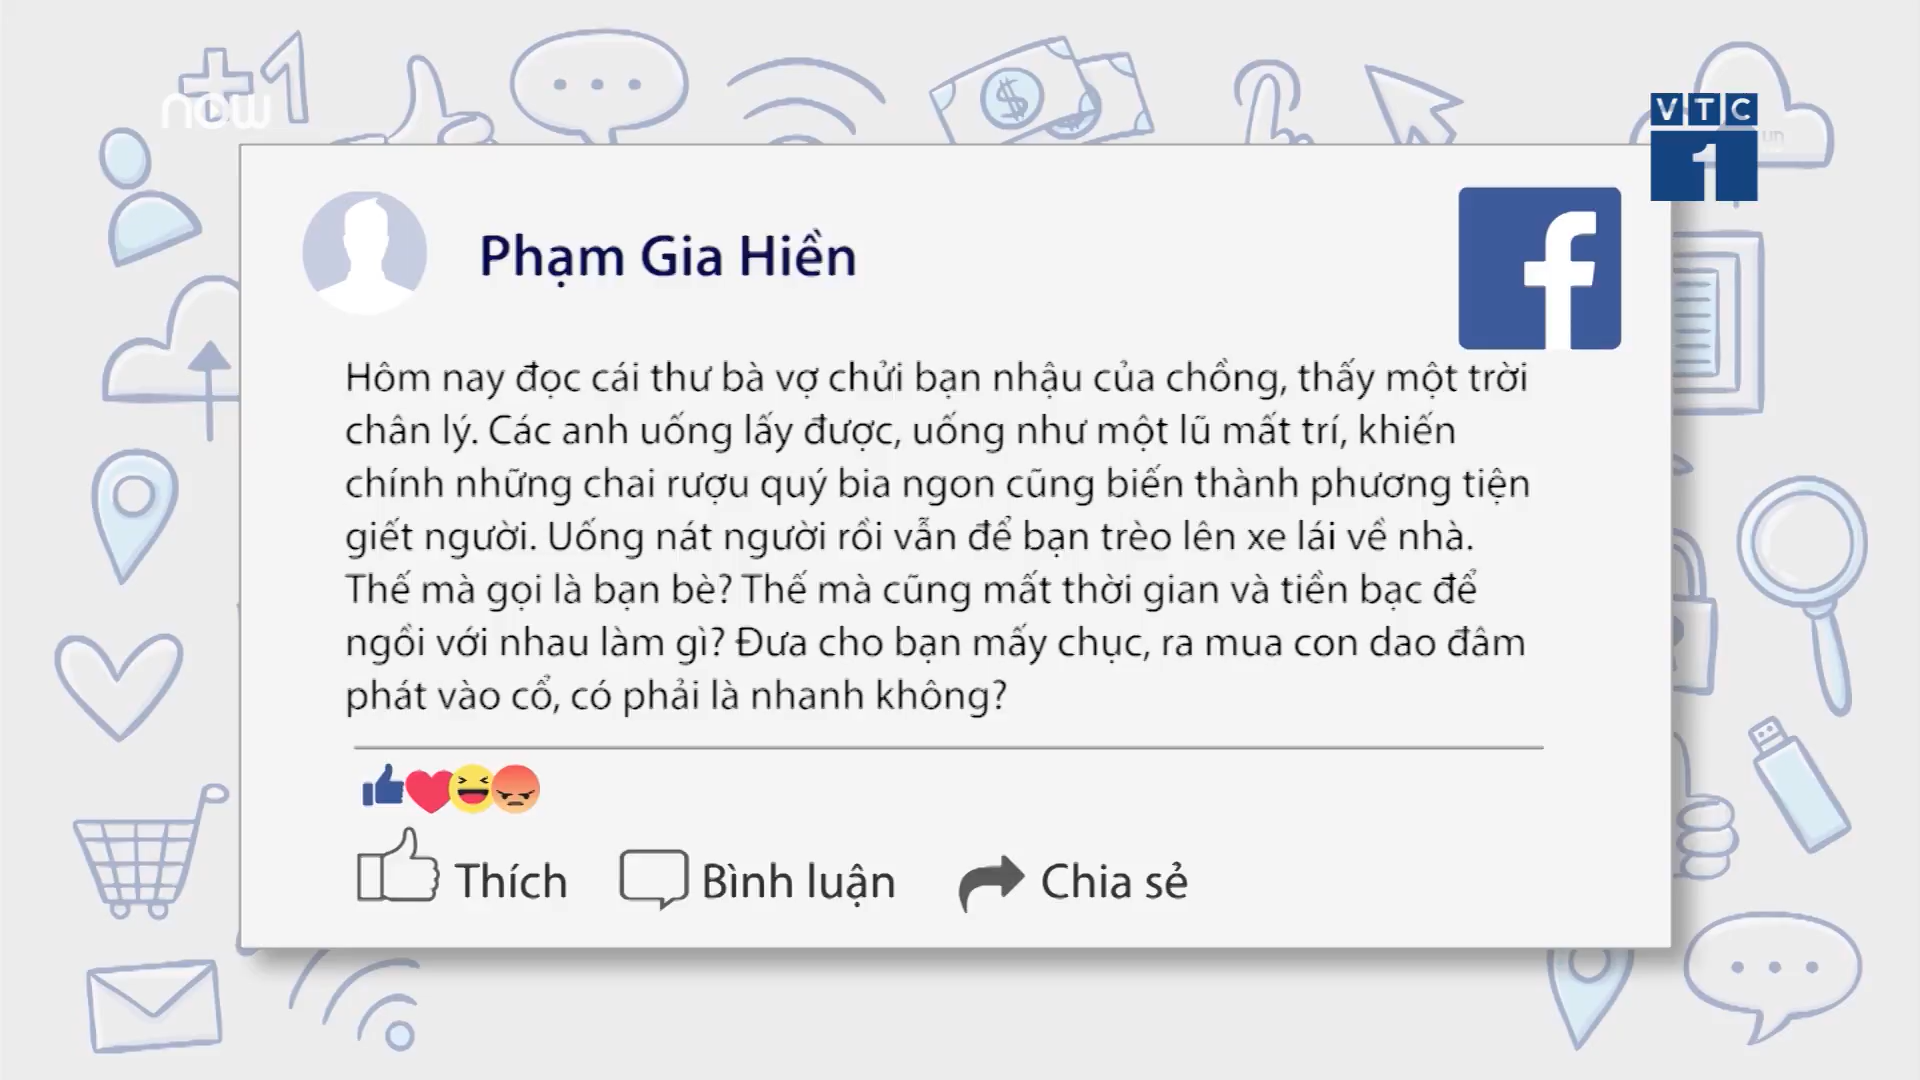 +1
now
VTC
1
Phạm Gia Hiền
f
Hôm nay đọc cái thư bà vợ chửi bạn nhậu của chồng, thấy một trời
chân lý. Các anh uống lấy được, uống như một lũ mất trí, khiến
chính những chai rượu quý bia ngon cũng biến thành phương tiện
giết người. Uống nát người rồi vẫn để bạn trèo lên xe lái về nhà.
Thế mà gọi là bạn bè? Thế mà cũng mất thời gian và tiền bạc để
ngồi với nhau làm gì? Đưa cho bạn mấy chục, ra mua con dao đâm
phát vào cổ, có phải là nhanh không?
Thích Bình luận Chia sẻ